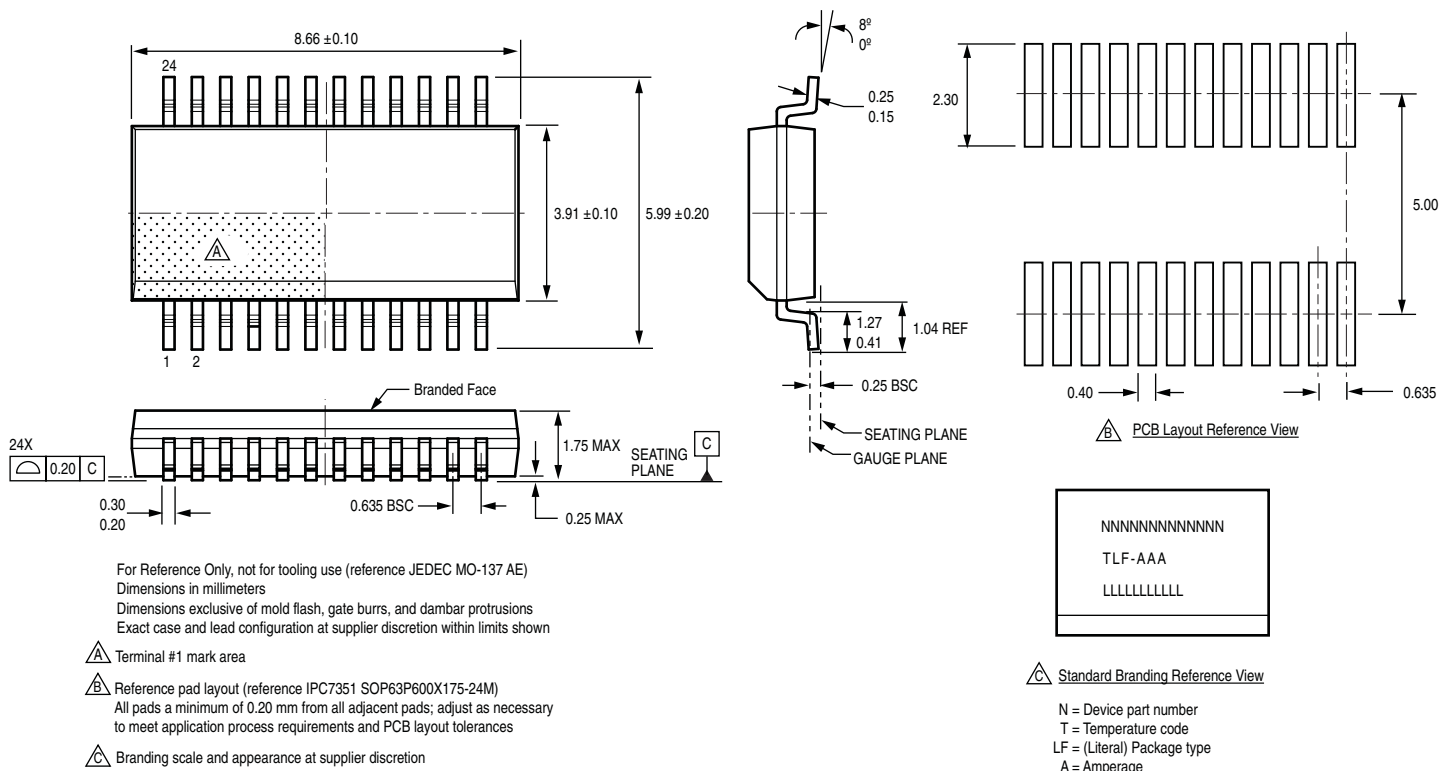 8.66 ±0.10
24
3.91 ±0.10
5.99 ±0.20
A
1
2
8º
0º
0.25
0.15
1.27
0.41
1.04 REF
0.25 BSC
SEATING PLANE
GAUGE PLANE
2.30
5.00
0.40
0.635
B PCB Layout Reference View
Branded Face
24X
0.20 C
1.75 MAX
SEATING
PLANE
C
0.30
0.20
0.635 BSC
0.25 MAX
For Reference Only, not for tooling use (reference JEDEC MO-137 AE)
Dimensions in millimeters
Dimensions exclusive of mold flash, gate burrs, and dambar protrusions
Exact case and lead configuration at supplier discretion within limits shown
A Terminal #1 mark area
B Reference pad layout (reference IPC7351 SOP63P600X175-24M)
All pads a minimum of 0.20 mm from all adjacent pads; adjust as necessary
to meet application process requirements and PCB layout tolerances
C Branding scale and appearance at supplier discretion
NNNNNNNNNNNNN
TLF-AAA
LLLLLLLLLLL
C Standard Branding Reference View
N = Device part number
T = Temperature code
LF = (Literal) Package type
A = Amperage